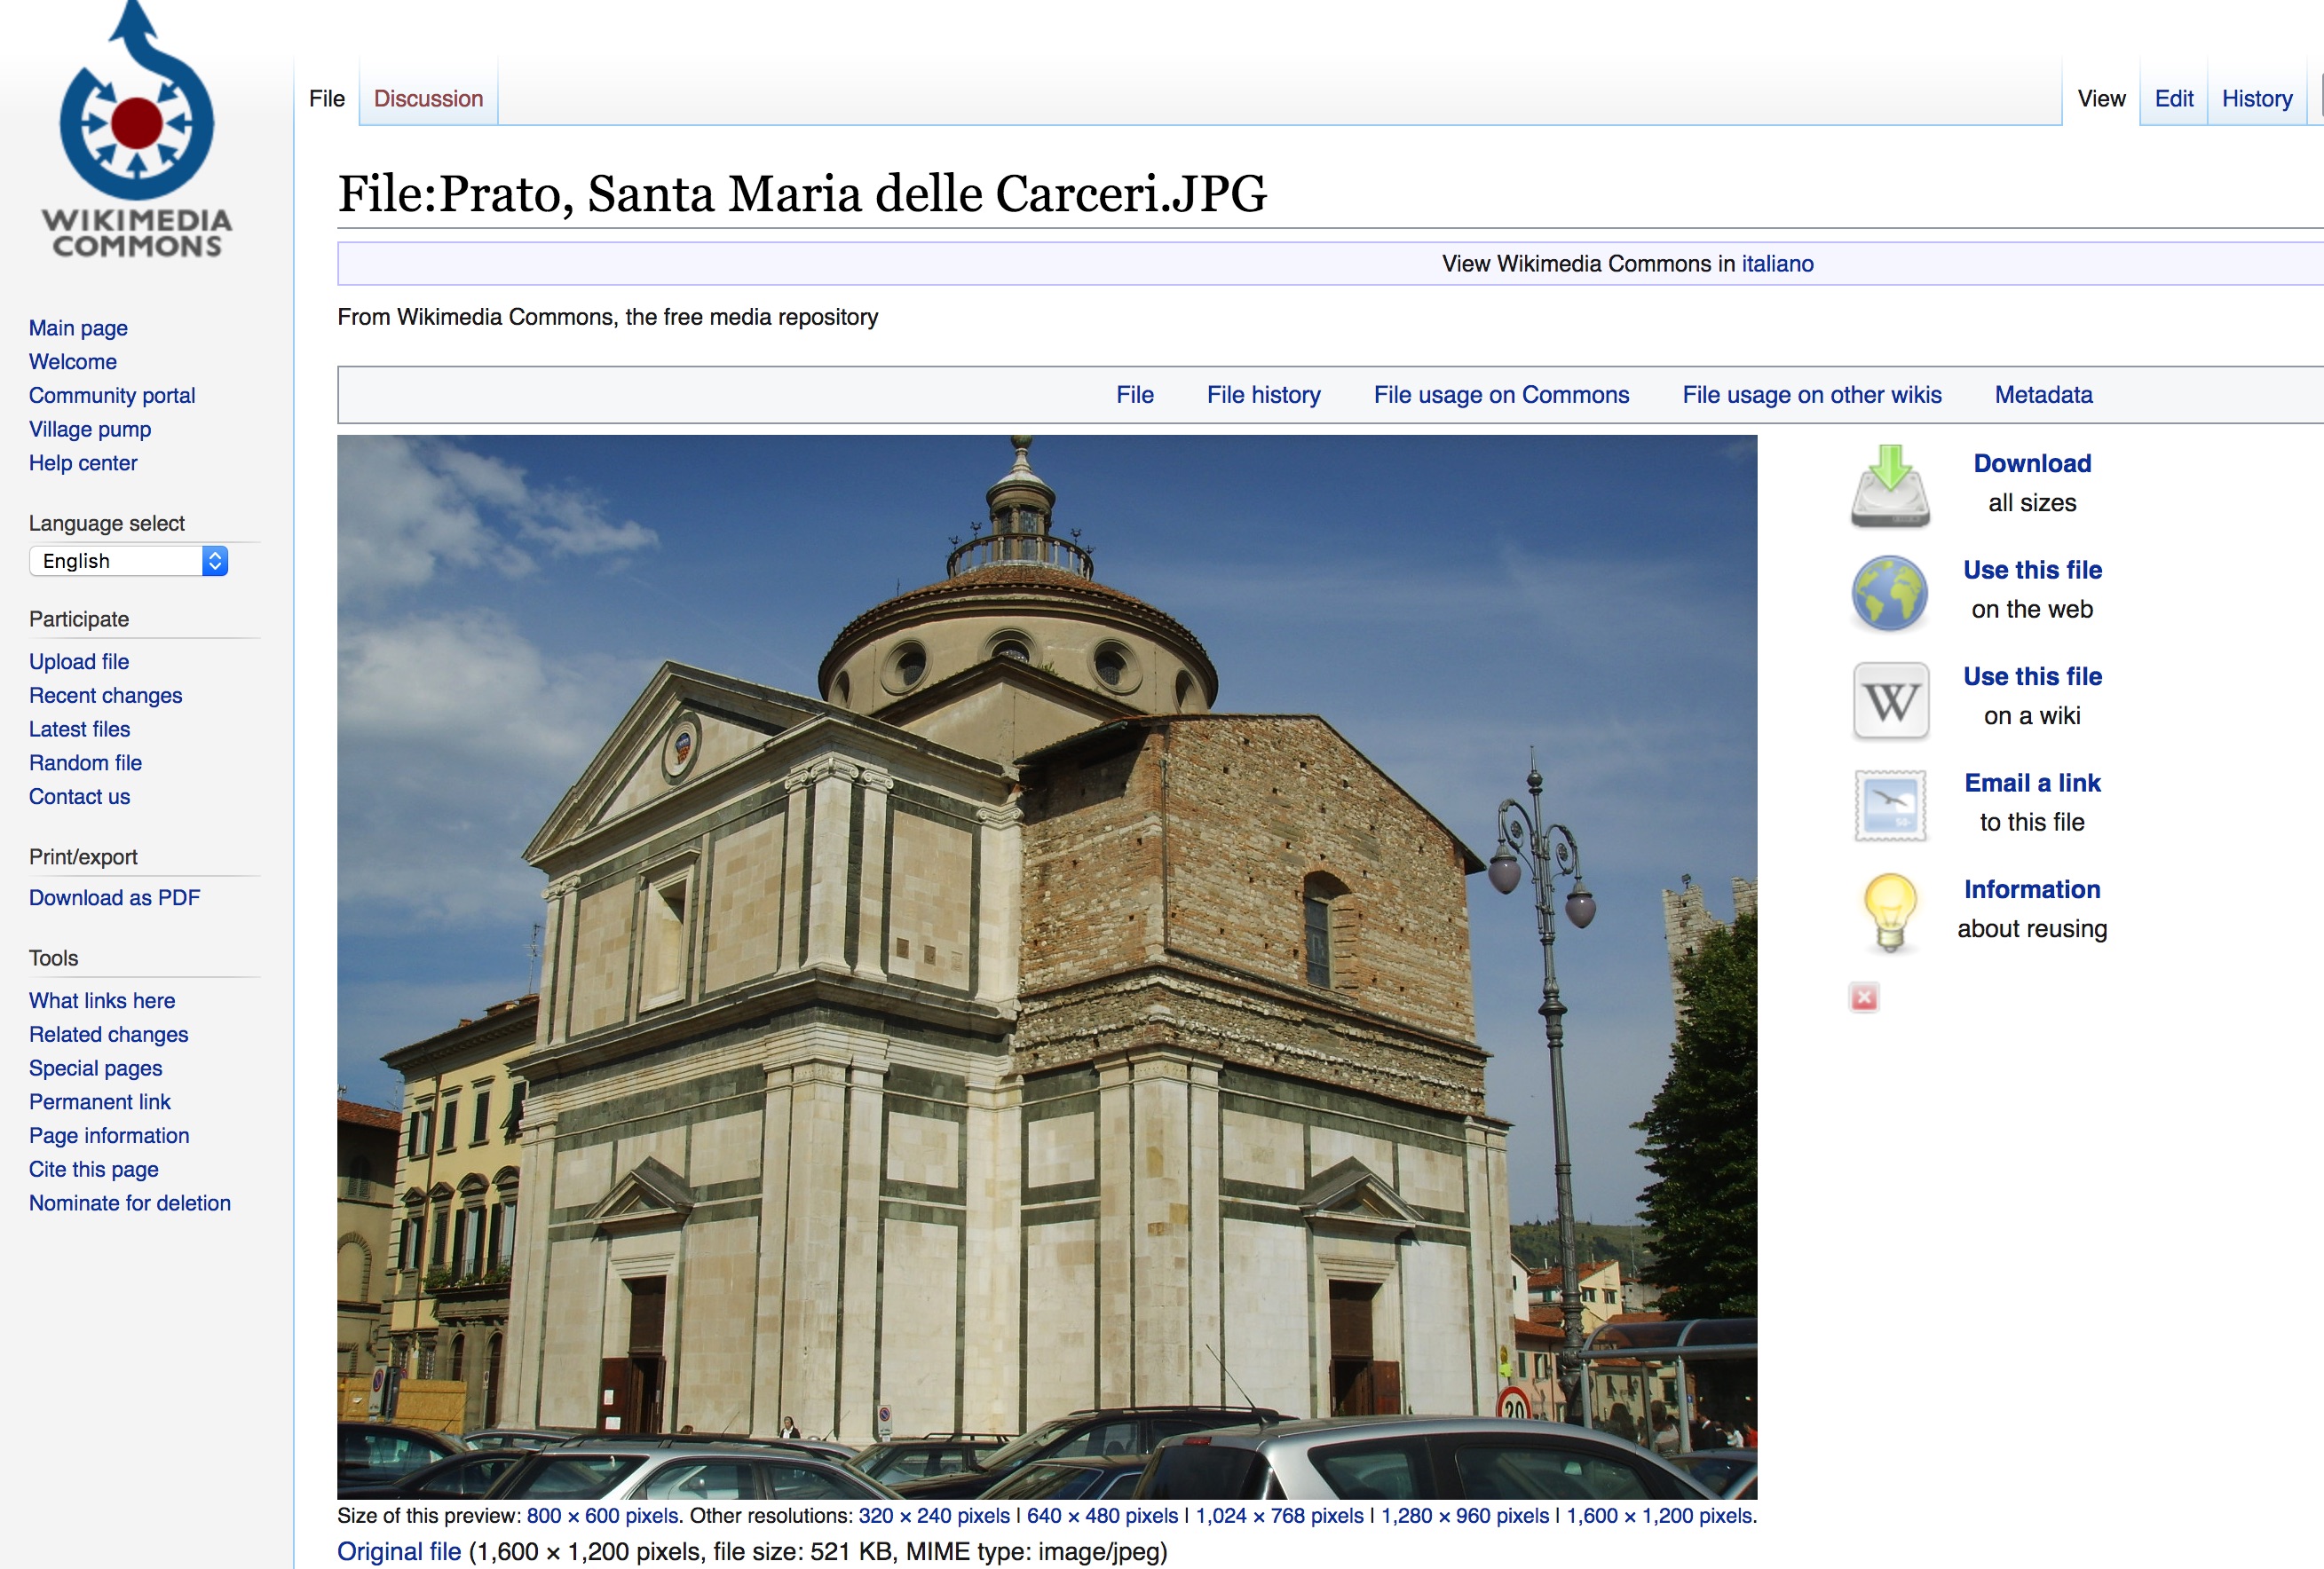 WIKIMEDIA
COMMONS
Main page
Welcome
Community portal
Village pump
Help center
Language select
English
Participate
Upload file
Recent changes
Latest files
Random file
Contact us
Print/export
Download as PDF
Tools
What links here
Related changes
Special pages
Permanent link
Page information
Cite this page
Nominate for deletion
File Discussion View Edit History
File:Prato, Santa Maria delle Carceri.JPG
View Wikimedia Commons in italiano
From Wikimedia Commons, the free media repository
File File history File usage on Commons File usage on other wikis Metadata
20
Download
all sizes
Use this file
on the web
W
Use this file
on a wiki
Email a link
to this file
Information
about reusing
Size of this preview: 800 × 600 pixels. Other resolutions: 320 × 240 pixels | 640 × 480 pixels | 1,024 × 768 pixels | 1,280 × 960 pixels | 1,600 × 1,200 pixels.
Original file (1,600 × 1,200 pixels, file size: 521 KB, MIME type: image/jpeg)